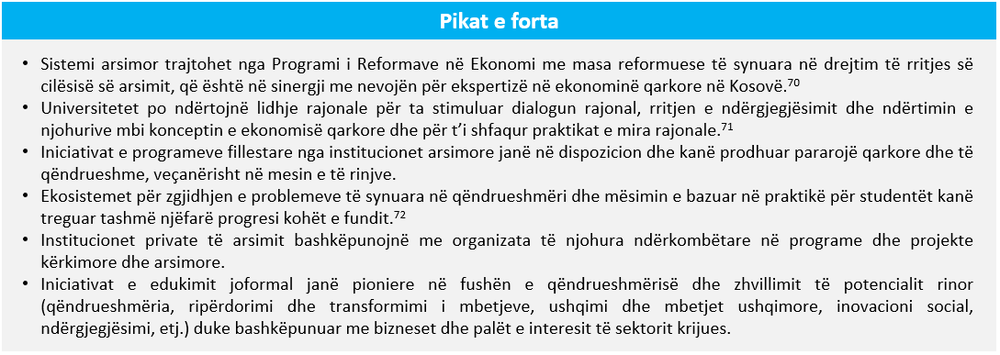 Pikat e forta
• Sistemi arsimor trajtohet nga Programi i Reformave në Ekonomi me masa reformuese të synuara në drejtim të rritjes së
cilësisë së arsimit, që është në sinergji me nevojën për ekspertizë në ekonominë qarkore në Kosovë.70
• Universitetet po ndërtojnë lidhje rajonale për ta stimuluar dialogun rajonal, rritjen e ndërgjegjësimit dhe ndërtimin e
njohurive mbi konceptin e ekonomisë qarkore dhe për t’i shfaqur praktikat e mira rajonale.71
• Iniciativat e programeve fillestare nga institucionet arsimore janë në dispozicion dhe kanë prodhuar pararojë qarkore dhe të
qëndrueshme, veçanërisht në mesin e të rinjve.
• Ekosistemet për zgjidhjen e problemeve të synuara në qëndrueshmëri dhe mësimin e bazuar në praktikë për studentët kanë
treguar tashmë njëfarë progresi kohët e fundit.72
• Institucionet private të arsimit bashkëpunojnë me organizata të njohura ndërkombëtare në programe dhe projekte
kërkimore dhe arsimore.
• Iniciativat e edukimit joformal janë pioniere në fushën e qëndrueshmërisë dhe zhvillimit të potencialit rinor
(qëndrueshmëria, ripërdorimi dhe transformimi i mbetjeve, ushqimi dhe mbetjet ushqimore, inovacioni social,
ndërgjegjësimi, etj.) duke bashkëpunuar me bizneset dhe palët e interesit të sektorit krijues.